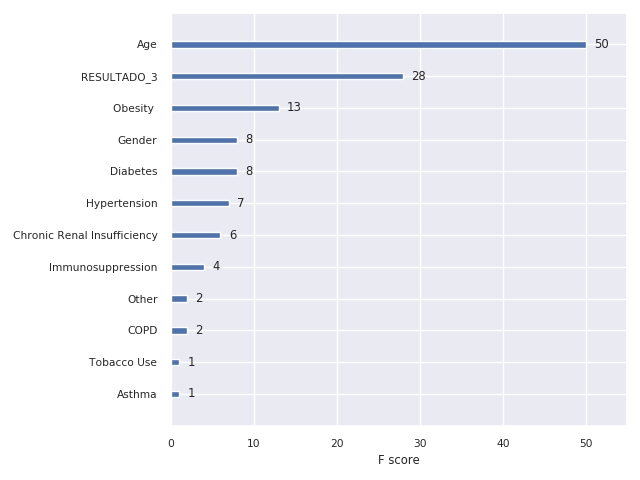 Age 50
RESULTADO_3 28
Obesity 13
Gender 8
Diabetes 8
Hypertension 7
Chronic Renal Insufficiency 6
Immunosuppression 4
Other 2
COPD 2
Tobacco Use 1
Asthma 1
0 10 20 30 40 50
F score